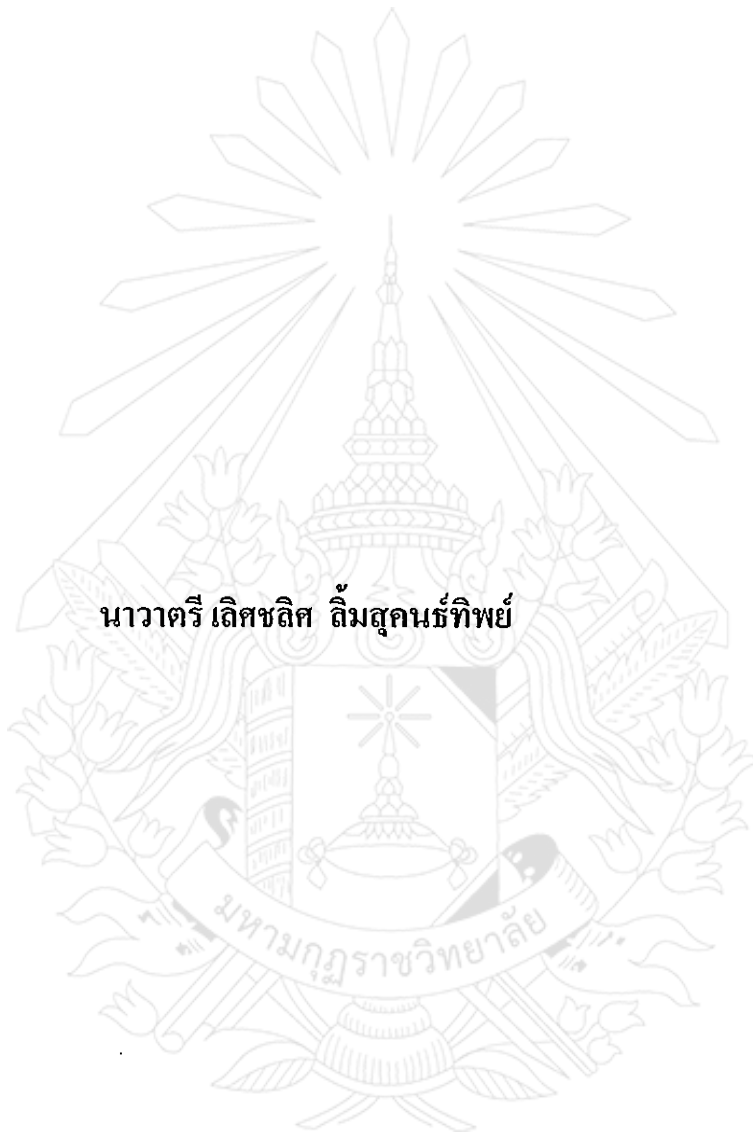 นาวาตรี เลิศชลิศ ลิ้มสุคนธ์ทิพย์
มหามกุฏราชวิทยาลัย